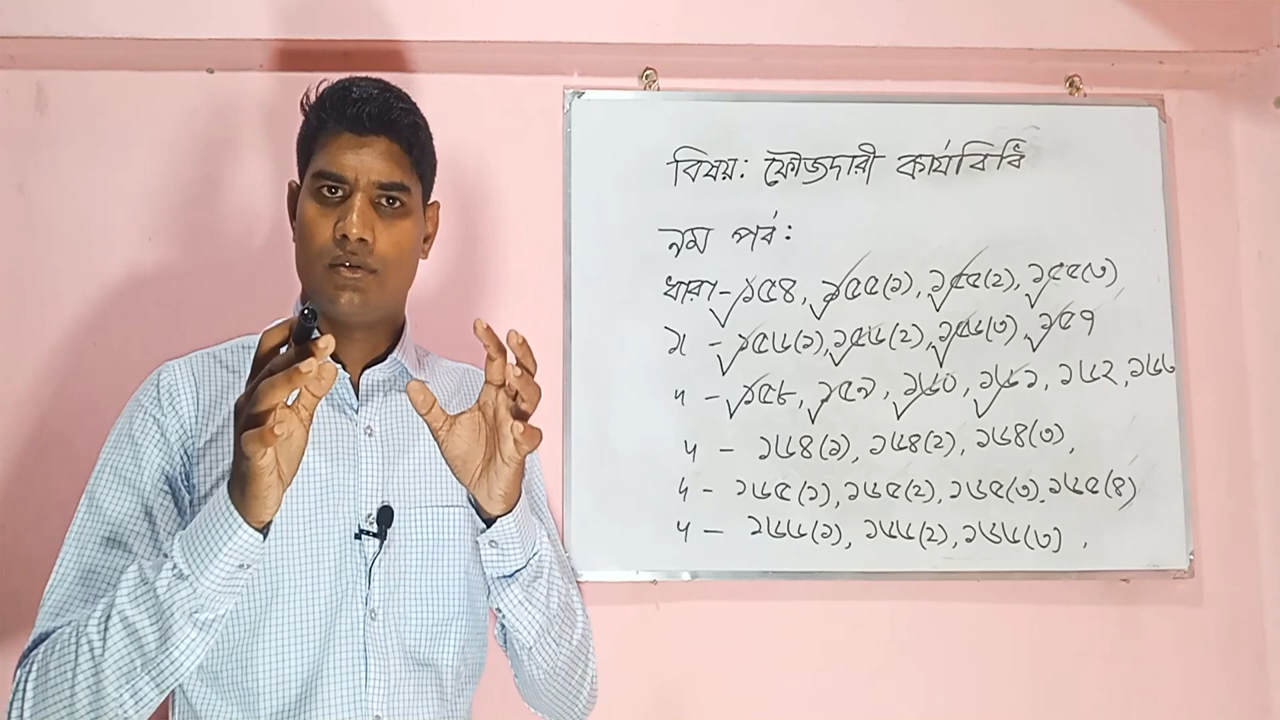 বিষয়: ফৌজদারী কার্যবিধি
৯ম পর্ব:
ধারা - ১৫৪, ১৫৫(১), ১৫৫(২), ১৫৫(৩)
১৫৬(১), ১৫৬(২), ১৫৬(৩), ১৫৭
" - ১৫৮, ১৫৯, ১৬০, ১৬১, ১৬২, ১৬৩
" - ১৬৪(১), ১৬৪(২), ১৬৪(৩),
" - ১৬৫(১), ১৬৫(২), ১৬৫(৩), ১৬৫(৪)
" - ১৬৬(১), ১৬৬(২), ১৬৬(৩),